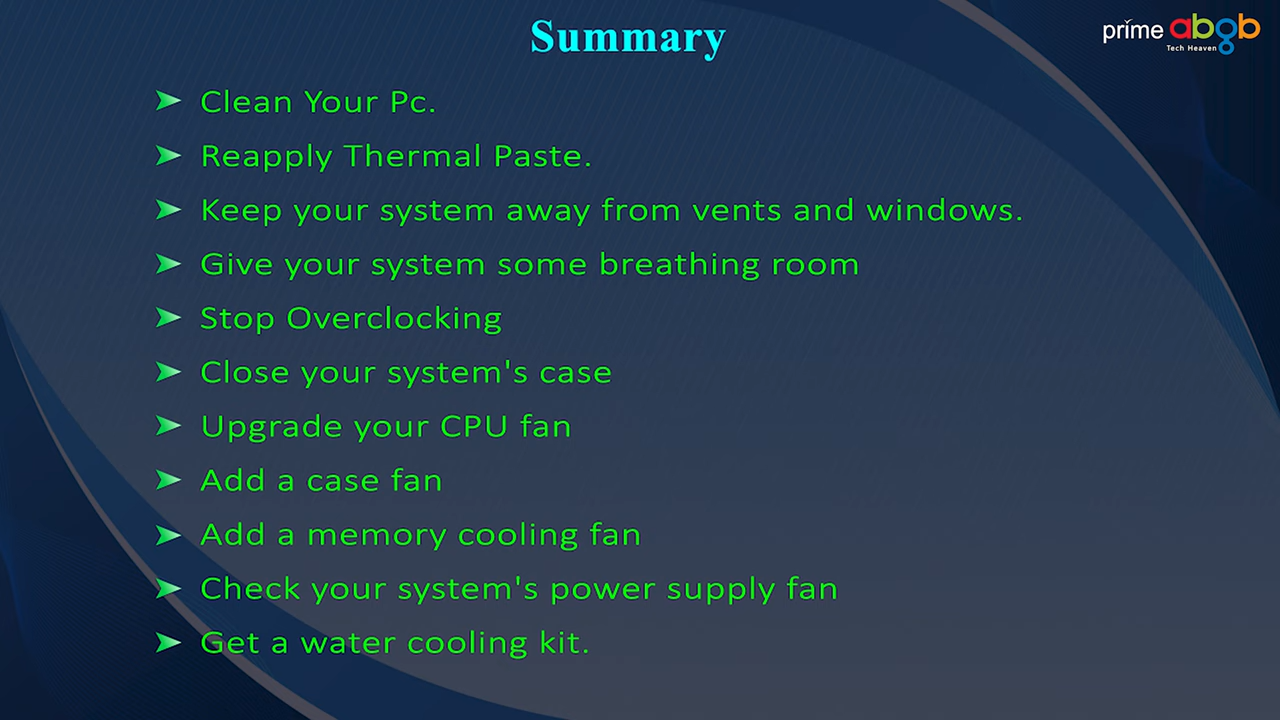 Summary
prime abgb
Tech Heaven
Clean Your Pc.
Reapply Thermal Paste.
Keep your system away from vents and windows.
Give your system some breathing room
Stop Overclocking
Close your system's case
Upgrade your CPU fan
Add a case fan
Add a memory cooling fan
Check your system's power supply fan
Get a water cooling kit.